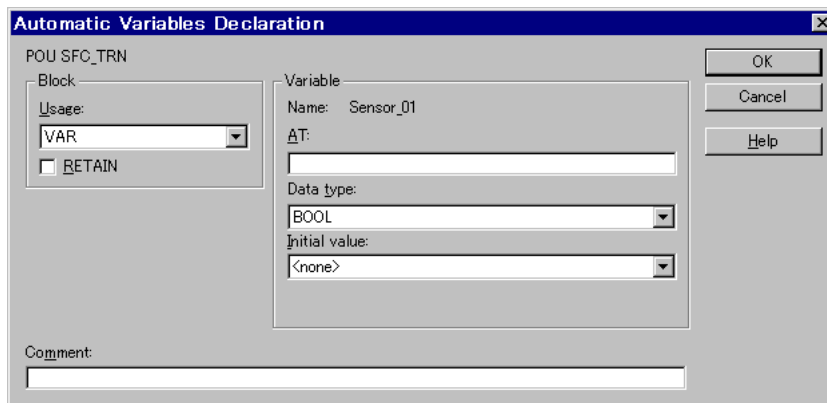 Automatic Variables Declaration
POU SFC_TRN
Block
Usage:
VAR
RETAIN
Variable
Name: Sensor_01
AT:
Data type:
BOOL
Initial value:
<none>
OK
Cancel
Help
Comment: